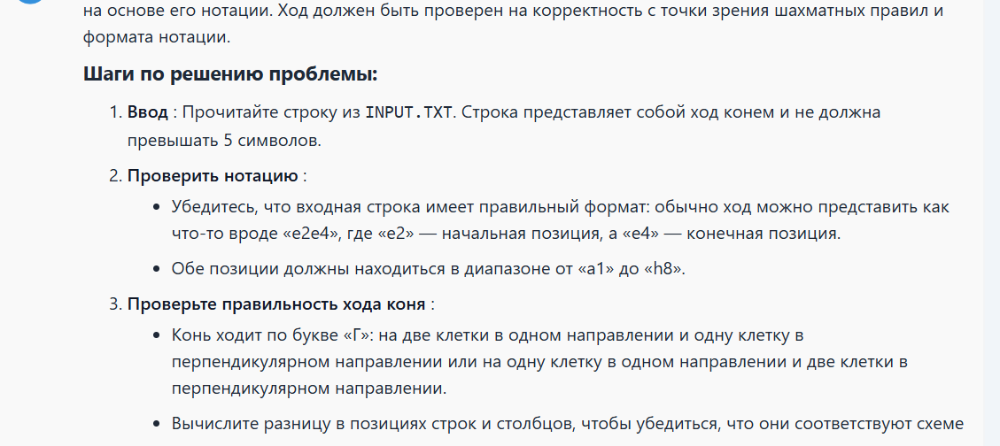 на основе его нотации. Ход должен быть проверен на корректность с точки зрения шахматных правил и
формата нотации.
Шаги по решению проблемы:
1. Ввод : Прочитайте строку из INPUT.TXT. Строка представляет собой ход конем и не должна
превышать 5 символов.
2. Проверить нотацию :
• Убедитесь, что входная строка имеет правильный формат: обычно ход можно представить как
что-то вроде «e2e4», где «e2» — начальная позиция, а «e4» — конечная позиция.
• Обе позиции должны находиться в диапазоне от «a1» до «h8».
3. Проверьте правильность хода коня :
• Конь ходит по букве «Г»: на две клетки в одном направлении и одну клетку в
перпендикулярном направлении или на одну клетку в одном направлении и две клетки в
перпендикулярном направлении.
• Вычислите разницу в позициях строк и столбцов, чтобы убедиться, что они соответствуют схеме